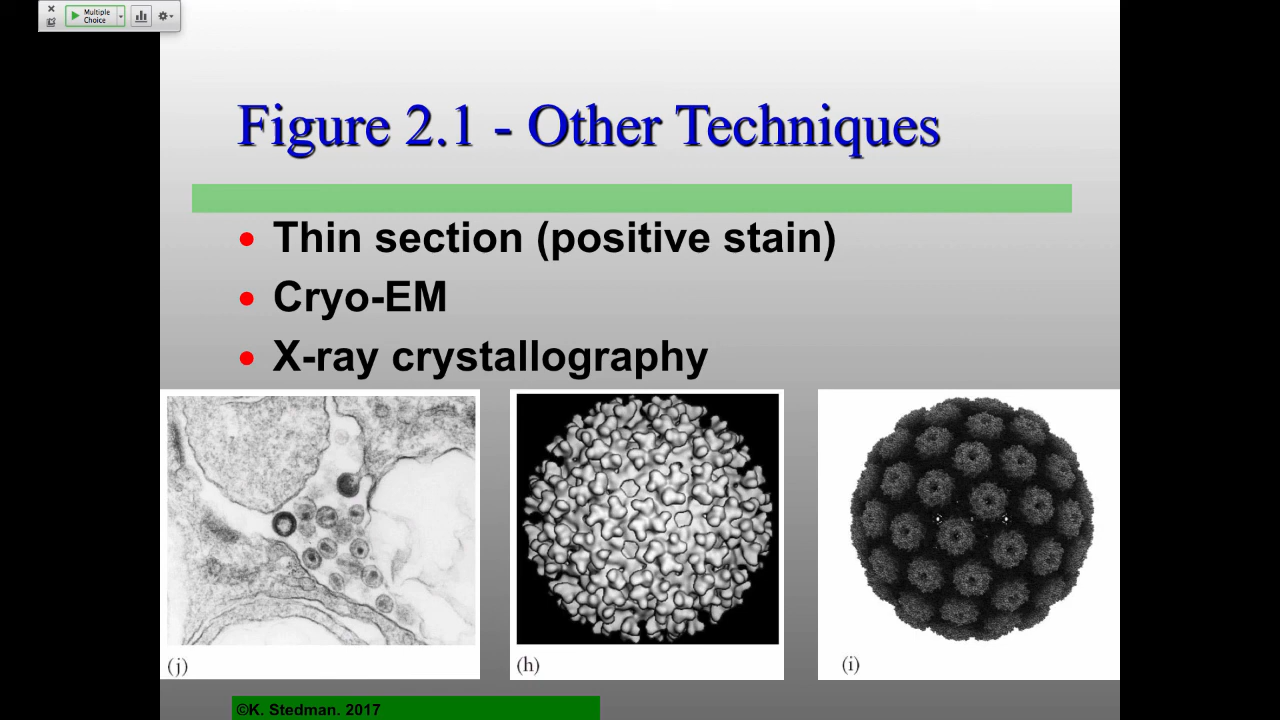 Multiple
Choice
Figure 2.1 - Other Techniques
Thin section (positive stain)
Cryo-EM
X-ray crystallography
(j)
(h)
(i)
©K. Stedman. 2017